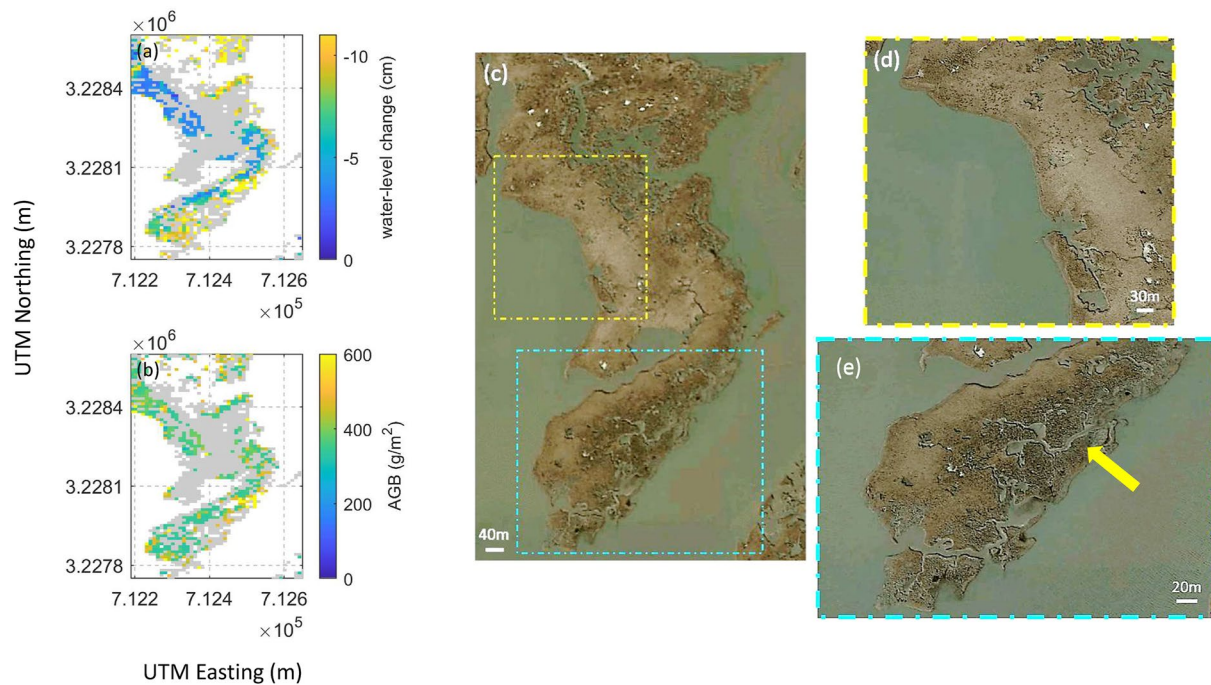 × 10⁶
(a)
3.2284
3.2281
3.2278
7.122 7.124 7.126
× 10⁵
-10
-5
0
water-level change (cm)
UTM Northing (m)
× 10⁶
(b)
3.2284
3.2281
3.2278
7.122 7.124 7.126
× 10⁵
600
400
200
0
AGB (g/m²)
UTM Easting (m)
(c)
40m
(d)
30m
(e)
20m